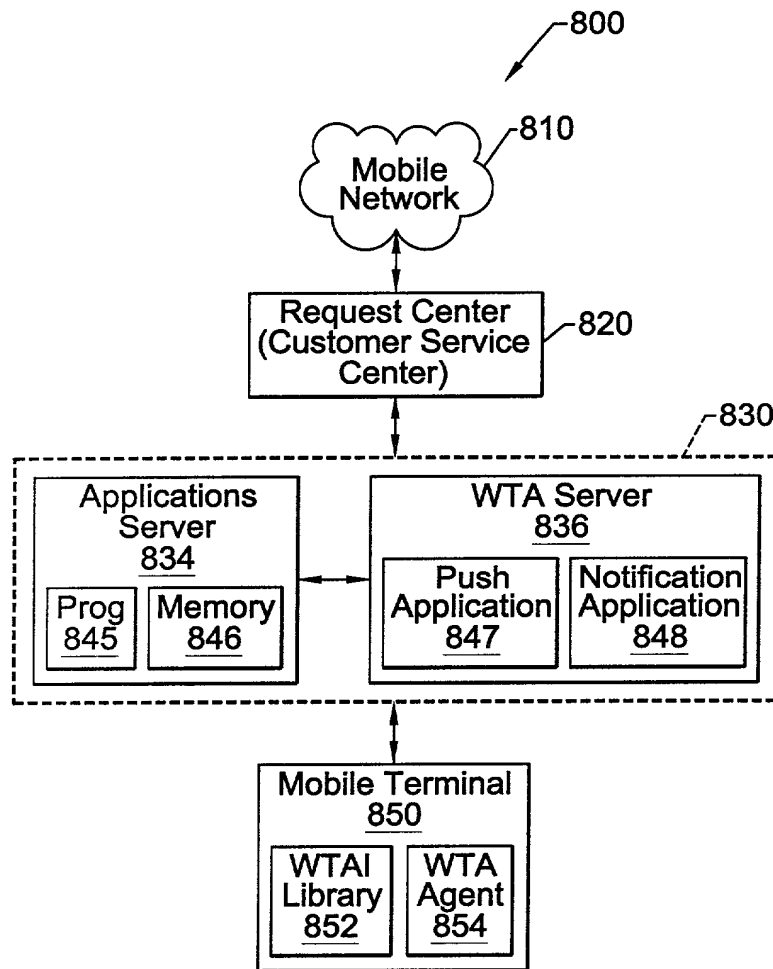 800
810
Mobile
Network
Request Center
(Customer Service
Center)
820
830
Applications
Server
834
Prog
845
Memory
846
WTA Server
836
Push
Application
847
Notification
Application
848
Mobile Terminal
850
WTAI
Library
852
WTA
Agent
854